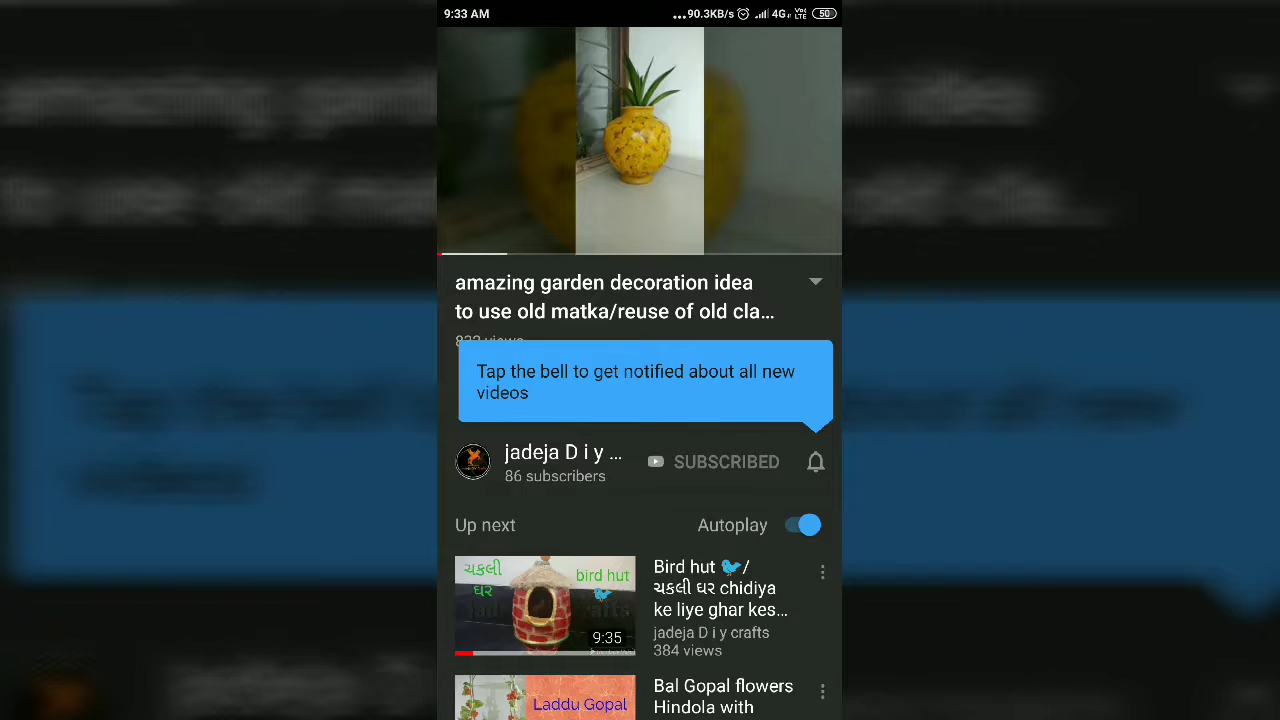 9:33 AM
...90.3KB/s 4G+ Vo LTE 50
amazing garden decoration idea
to use old matka/reuse of old cla...
Tap the bell to get notified about all new
videos
jadeja D i y ...
SUBSCRIBED
86 subscribers
Up next
Autoplay
ચકલી
ઘર
bird hut
9:35
Bird hut 🐦/
ચકલી ઘર chidiya
ke liye ghar kes...
jadeja D i y crafts
384 views
Laddu Gopal
Bal Gopal flowers
Hindola with